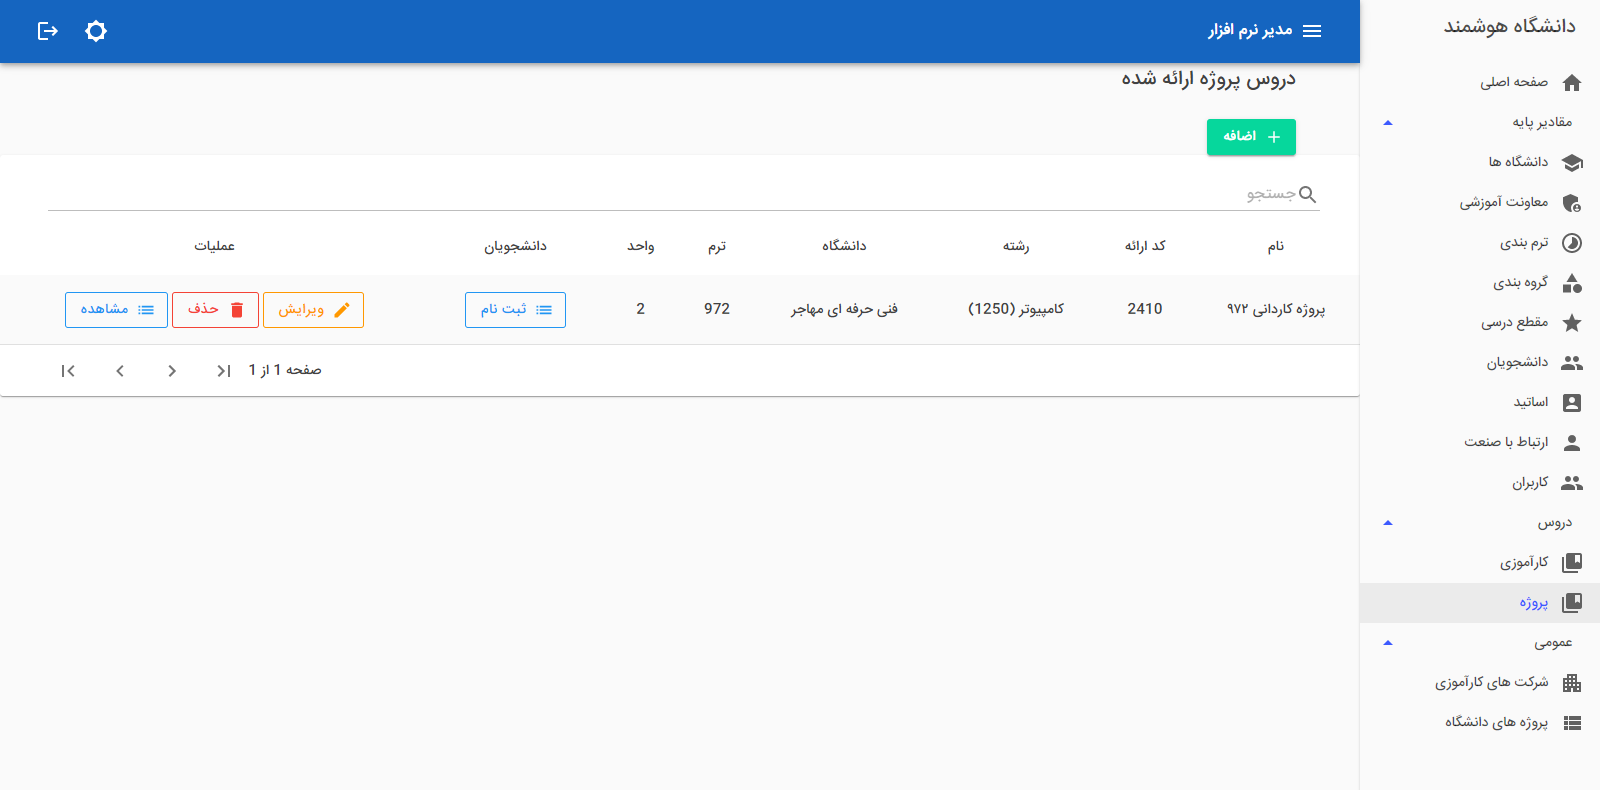 دانشگاه هوشمند
صفحه اصلی
مقادیر پایه
دانشگاه ها
معاونت آموزشی
ترم بندی
گروه بندی
مقطع درسی
دانشجویان
اساتید
ارتباط با صنعت
کاربران
دروس
کارآموزی
پروژه
عمومی
شرکت های کارآموزی
پروژه های دانشگاه
مدیر نرم افزار
دروس پروژه ارائه شده
اضافه
جستجو
نام کد ارائه رشته دانشگاه ترم واحد دانشجویان عملیات
پروژه کاردانی ۹۷۲ 2410 کامپیوتر (1250) فنی حرفه ای مهاجر 972 2 ثبت نام ویرایش حذف مشاهده
صفحه 1 از 1